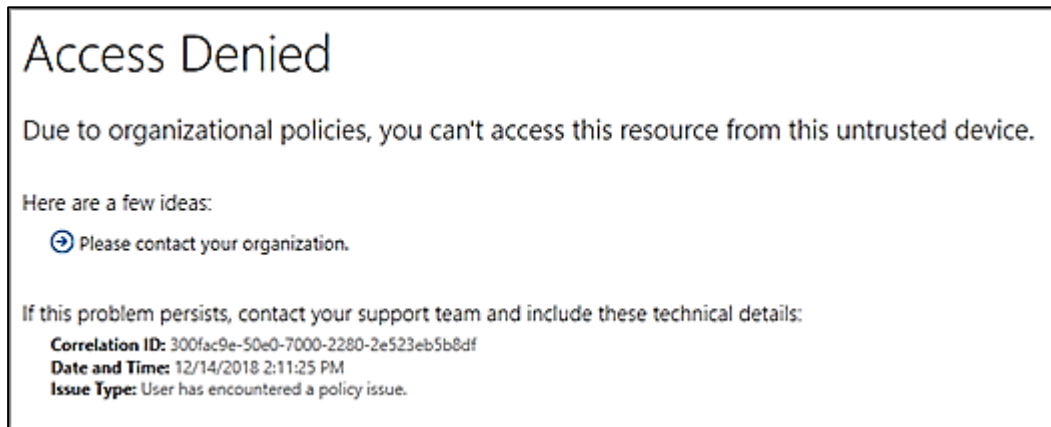 Access Denied
Due to organizational policies, you can't access this resource from this untrusted device.
Here are a few ideas:
Please contact your organization.
If this problem persists, contact your support team and include these technical details:
Correlation ID: 300fac9e-50e0-7000-2280-2e523eb5b8df
Date and Time: 12/14/2018 2:11:25 PM
Issue Type: User has encountered a policy issue.